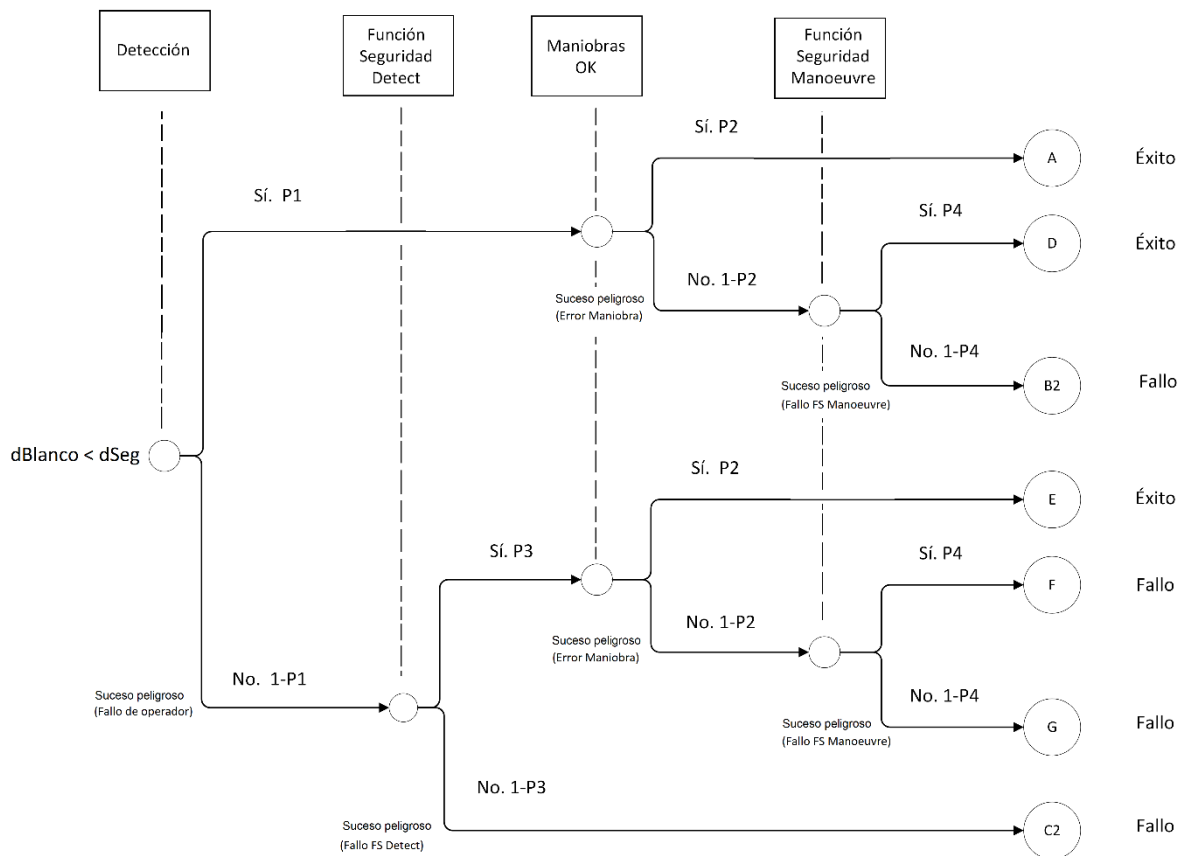 Detección
Función
Seguridad
Detect
Maniobras
OK
Función
Seguridad
Manoeuvre
Sí. P2
A
Éxito
Sí.  P1
Sí. P4
D
Éxito
No. 1-P2
Suceso peligroso
(Error Maniobra)
No. 1-P4
Suceso peligroso
(Fallo FS Manoeuvre)
B2
Fallo
dBlanco < dSeg
Sí.  P2
E
Éxito
Sí. P3
Sí. P4
F
Fallo
No. 1-P2
Suceso peligroso
(Error Maniobra)
No.  1-P1
Suceso peligroso
(Fallo de operador)
No. 1-P4
Suceso peligroso
(Fallo FS Manoeuvre)
G
Fallo
No. 1-P3
Suceso peligroso
(Fallo FS Detect)
C2
Fallo